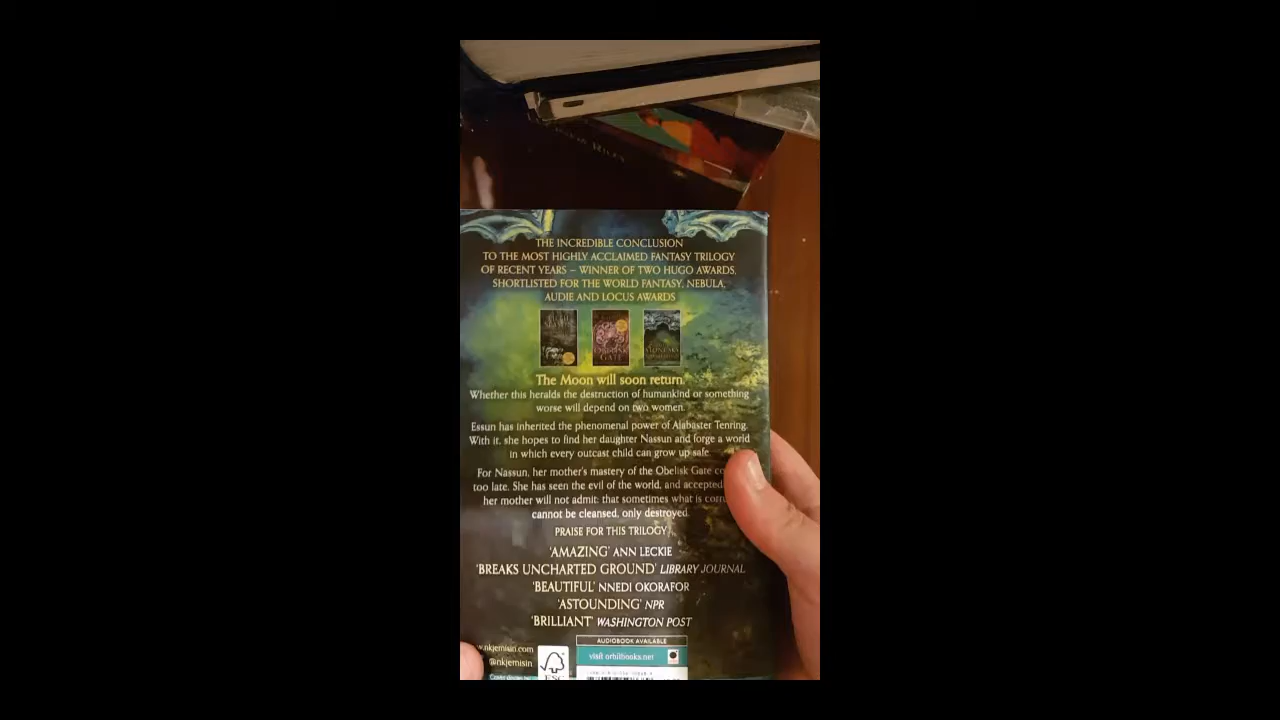 THE INCREDIBLE CONCLUSION
TO THE MOST HIGHLY ACCLAIMED FANTASY TRILOGY
OF RECENT YEARS – WINNER OF TWO HUGO AWARDS,
SHORTLISTED FOR THE WORLD FANTASY, NEBULA,
AUDIE AND LOCUS AWARDS
OBELISK
GATE
The Moon will soon return.
Whether this heralds the destruction of humankind or something
worse will depend on two women.
Essun has inherited the phenomenal power of Alabaster Tenring.
With it, she hopes to find her daughter Nassun and forge a world
in which every outcast child can grow up safe.
For Nassun, her mother's mastery of the Obelisk Gate co
too late. She has seen the evil of the world, and accepted
her mother will not admit: that sometimes what is corru
cannot be cleansed, only destroyed.
PRAISE FOR THIS TRILOGY
'AMAZING' ANN LECKIE
'BREAKS UNCHARTED GROUND' LIBRARY JOURNAL
'BEAUTIFUL' NNEDI OKORAFOR
'ASTOUNDING' NPR
'BRILLIANT' WASHINGTON POST
AUDIOBOOK AVAILABLE
visit orbitbooks.net
w.nkjemisin.com
@nkjemisin
FSC